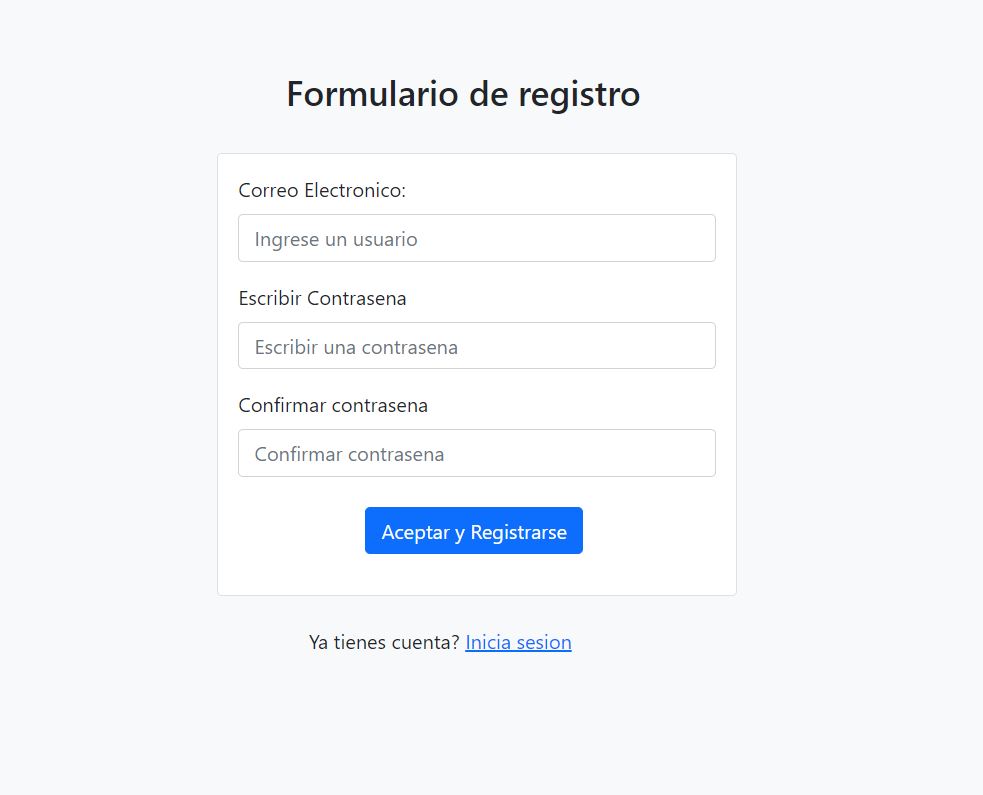 Formulario de registro
Correo Electronico:
Ingrese un usuario
Escribir Contrasena
Escribir una contrasena
Confirmar contrasena
Confirmar contrasena
Aceptar y Registrarse
Ya tienes cuenta? Inicia sesion